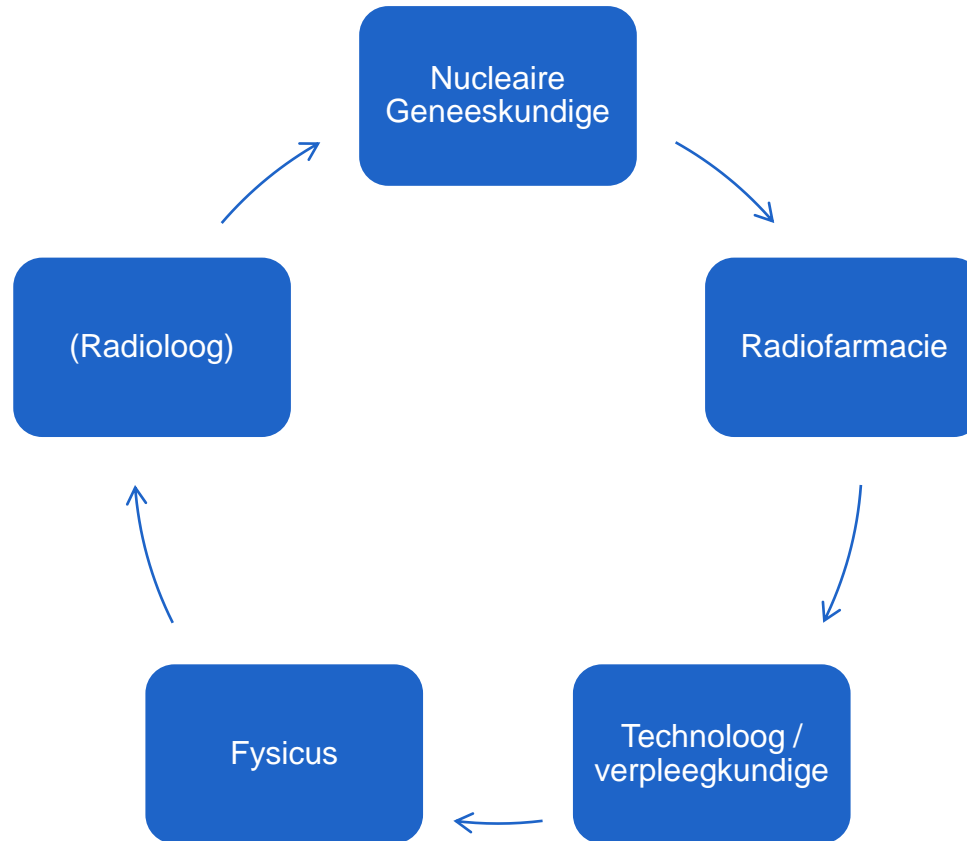 Nucleaire
Geneeskundige
(Radioloog)
Radiofarmacie
Fysicus
Technoloog /
verpleegkundige